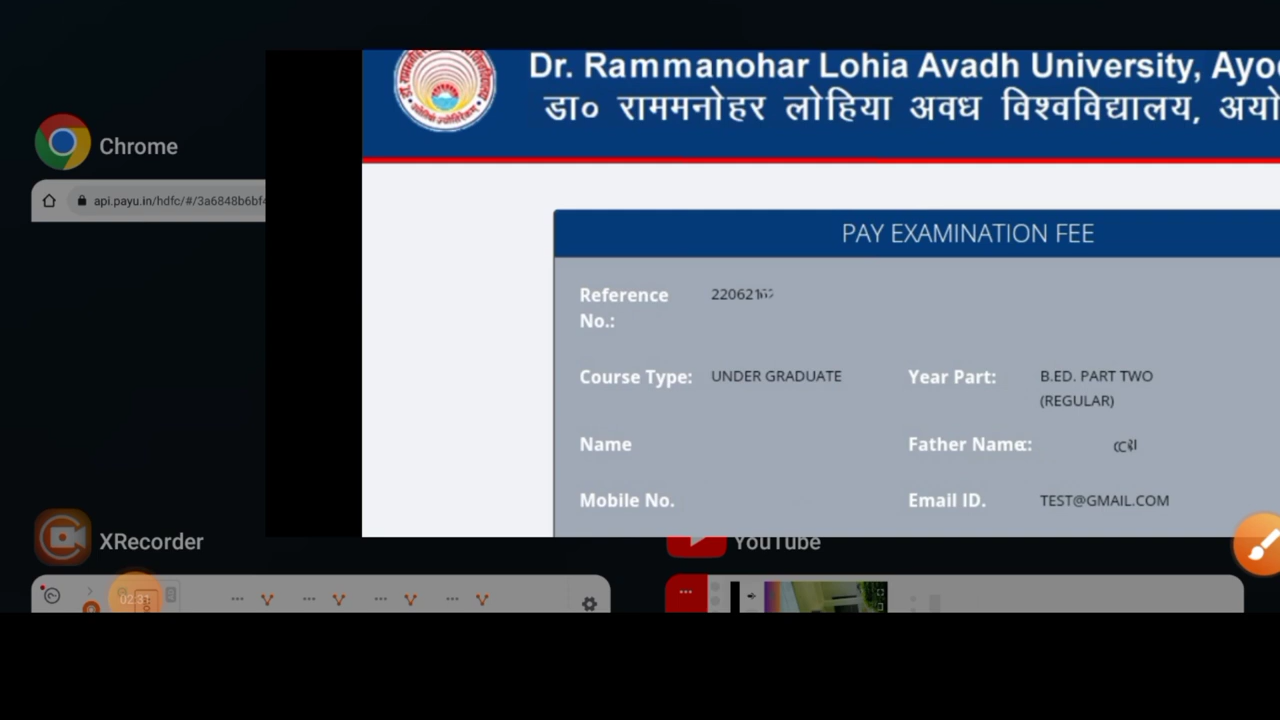 Dr. Rammanohar Lohia Avadh University,
डा० राममनोहर लोहिया अवध विश्वविद्यालय,
Chrome
api.payu.in/hdfc/#/3a6848b6bf
PAY EXAMINATION FEE
Reference No.:
Course Type: UNDER GRADUATE Year Part: B.ED. PART TWO
(REGULAR)
Name Father Name:
Mobile No. Email ID. TEST@GMAIL.COM
XRecorder YouTube
02:31